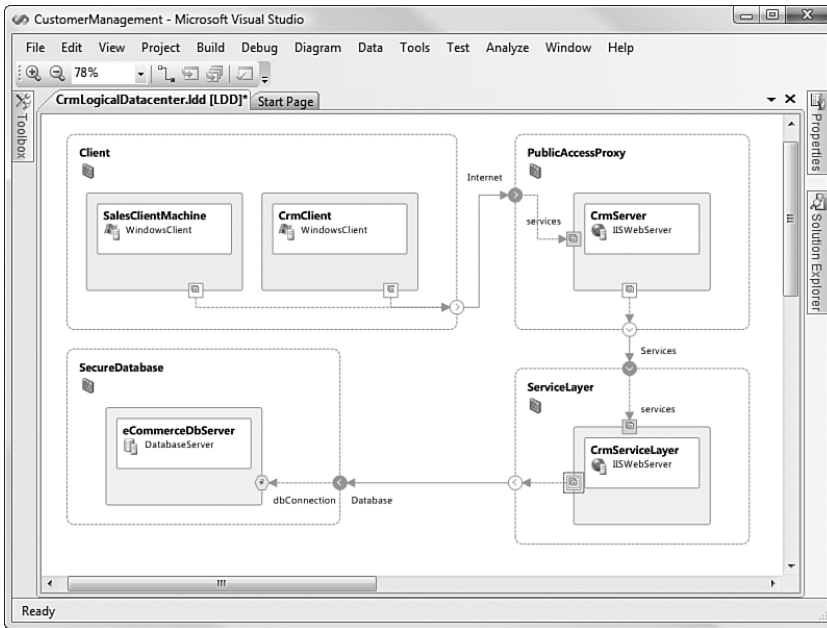 CustomerManagement - Microsoft Visual Studio
File Edit View Project Build Debug Diagram Data Tools Test Analyze Window Help
78%
CrmLogicalDatacenter.ldd [LDD]* Start Page
Toolbox
Properties
Solution Explorer
Client
SalesClientMachine
WindowsClient
CrmClient
WindowsClient
Internet
PublicAccessProxy
services
CrmServer
IISWebServer
Services
SecureDatabase
eCommerceDbServer
DatabaseServer
dbConnection
Database
ServiceLayer
services
CrmServiceLayer
IISWebServer
Ready